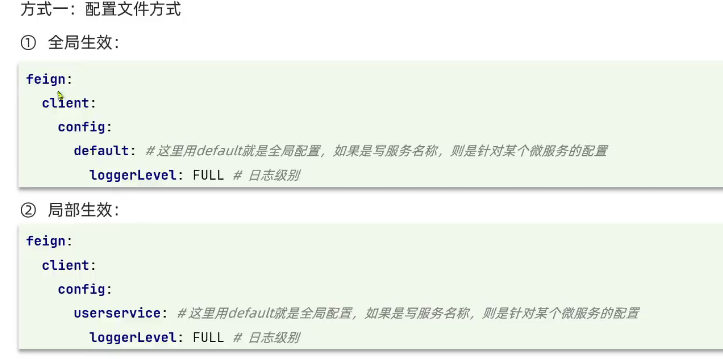 方式一：配置文件方式
① 全局生效：
feign:
  client:
    config:
      default: #这里用default就是全局配置，如果是写服务名称，则是针对某个微服务的配置
        loggerLevel: FULL # 日志级别
② 局部生效：
feign:
  client:
    config:
      userservice: #这里用default就是全局配置，如果是写服务名称，则是针对某个微服务的配置
        loggerLevel: FULL # 日志级别